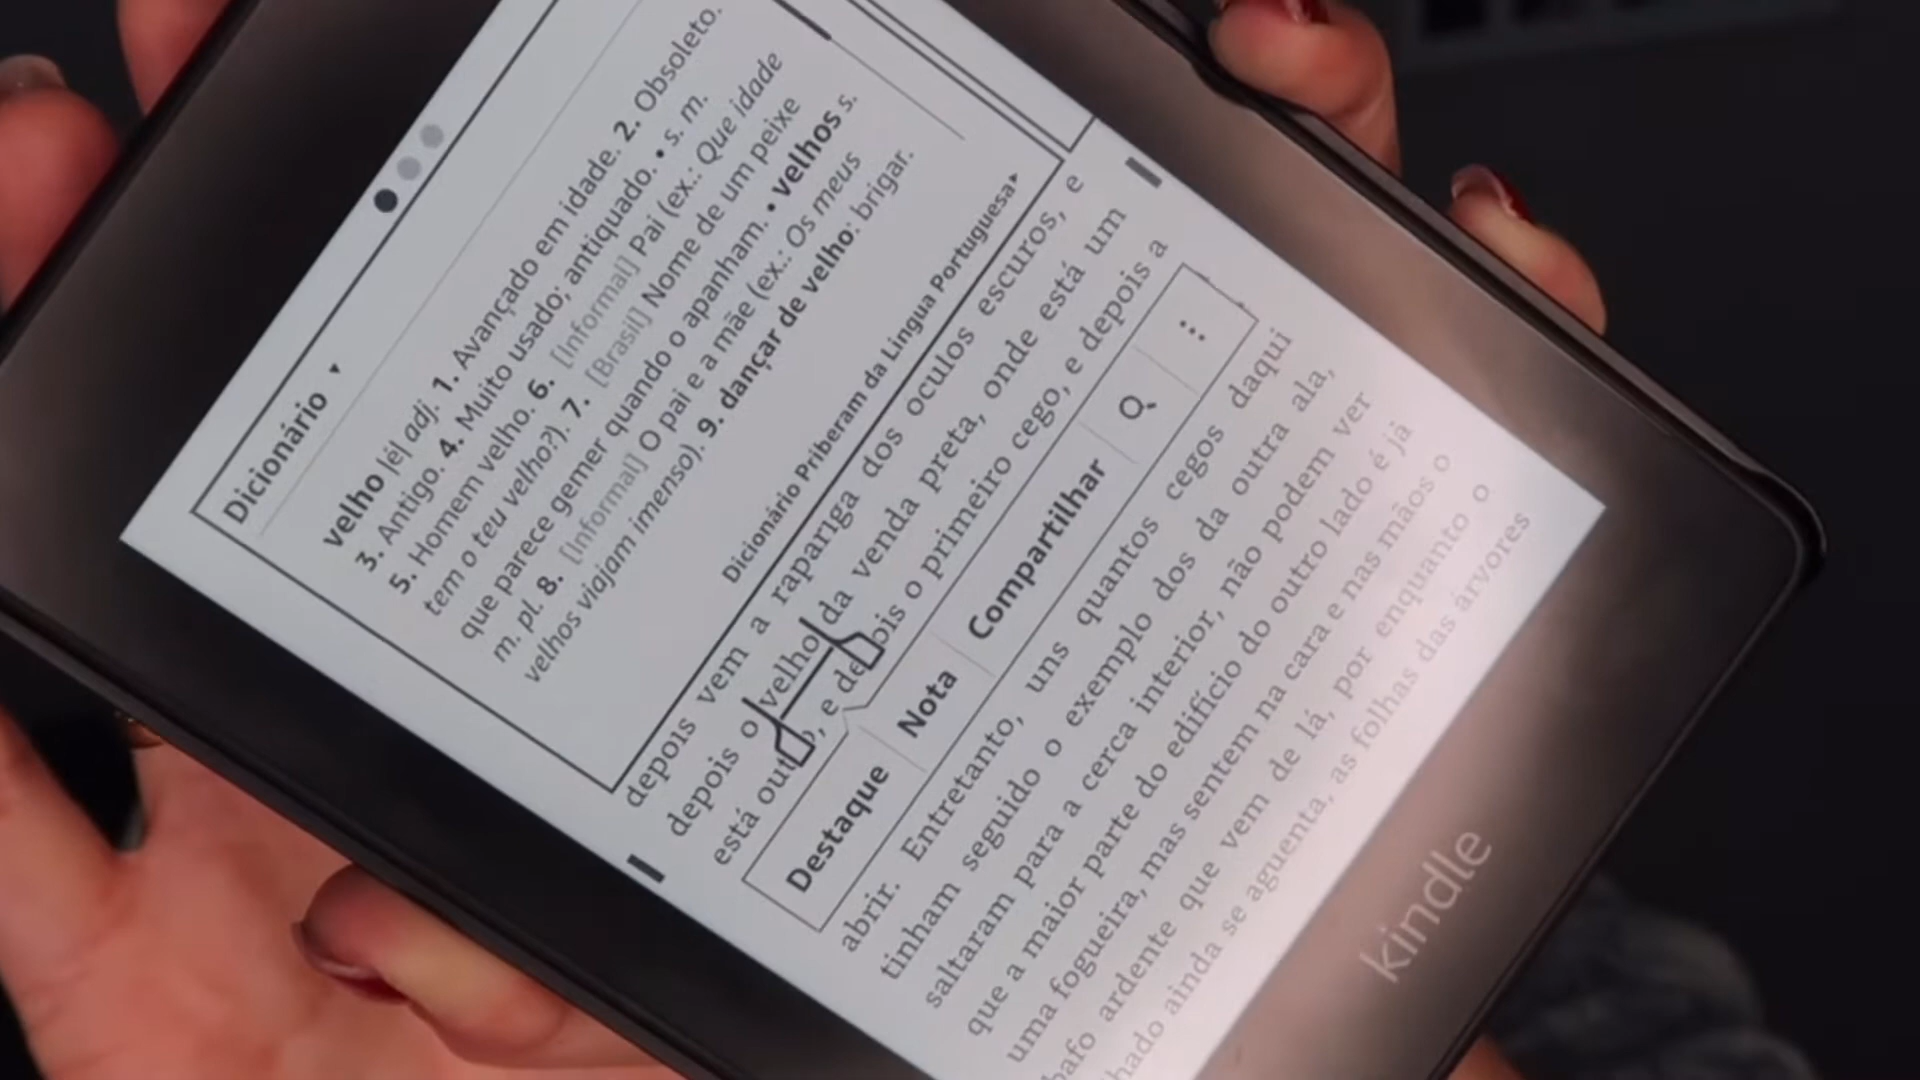 Dicionário
velho |é| adj. 1. Avançado em idade. 2. Obsoleto.
3. Antigo. 4. Muito usado; antiquado. • s. m.
5. Homem velho. 6. [Informal] Pai (ex.: Que idade
tem o teu velho?). 7. [Brasil] Nome de um peixe
que parece gemer quando o apanham. • velhos s.
m. pl. 8. [Informal] O pai e a mãe (ex.: Os meus
velhos viajam imenso). 9. dançar de velho: brigar.
Dicionário Priberam da Lingua Portuguesa
depois vem a rapariga dos oculos escuros, e
depois o velho da venda preta, onde está um
está out , e de ois o primeiro cego, e depois a
Destaque Nota Compartilhar
abrir. Entretanto, uns quantos cegos daqui
tinham seguido o exemplo dos da outra ala,
saltaram para a cerca interior, não podem ver
que a maior parte do edifício do outro lado é já
uma fogueira, mas sentem na cara e nas mãos o
bafo ardente que vem de lá, por enquanto o
hado ainda se aguenta, as folhas das árvores
kindle